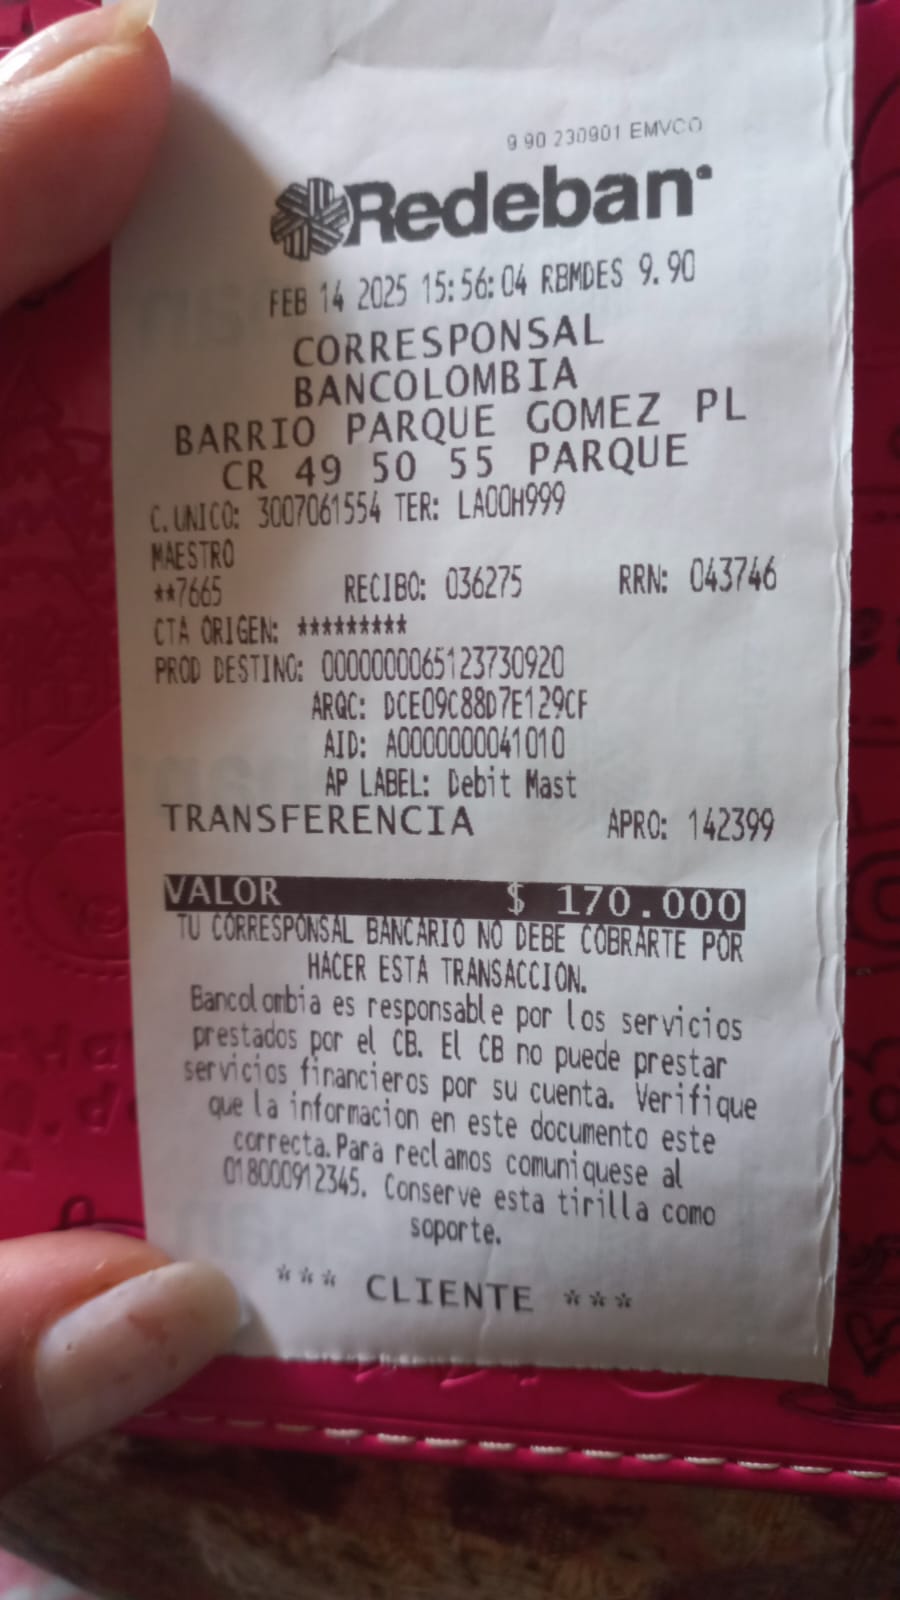 9 90 230901 EMVCO
Redeban
FEB 14 2025 15:56:04 RBMDES 9.90
CORRESPONSAL
BANCOLOMBIA
BARRIO PARQUE GOMEZ PL
CR 49 50 55 PARQUE
C.UNICO: 3007061554 TER: LA00H999
MAESTRO
**7665 RECIBO: 036275 RRN: 043746
CTA ORIGEN: *********
PROD DESTINO: 0000000065123730920
ARQC: DCE09C88D7E129CF
AID: A0000000041010
AP LABEL: Debit Mast
TRANSFERENCIA APRO: 142399
VALOR $ 170.000
TU CORRESPONSAL BANCARIO NO DEBE COBRARTE POR
HACER ESTA TRANSACCION.
Bancolombia es responsable por los servicios
prestados por el CB. El CB no puede prestar
servicios financieros por su cuenta. Verifique
que la informacion en este documento este
correcta.Para reclamos comuniquese al
018000912345. Conserve esta tirilla como
soporte.
*** CLIENTE ***